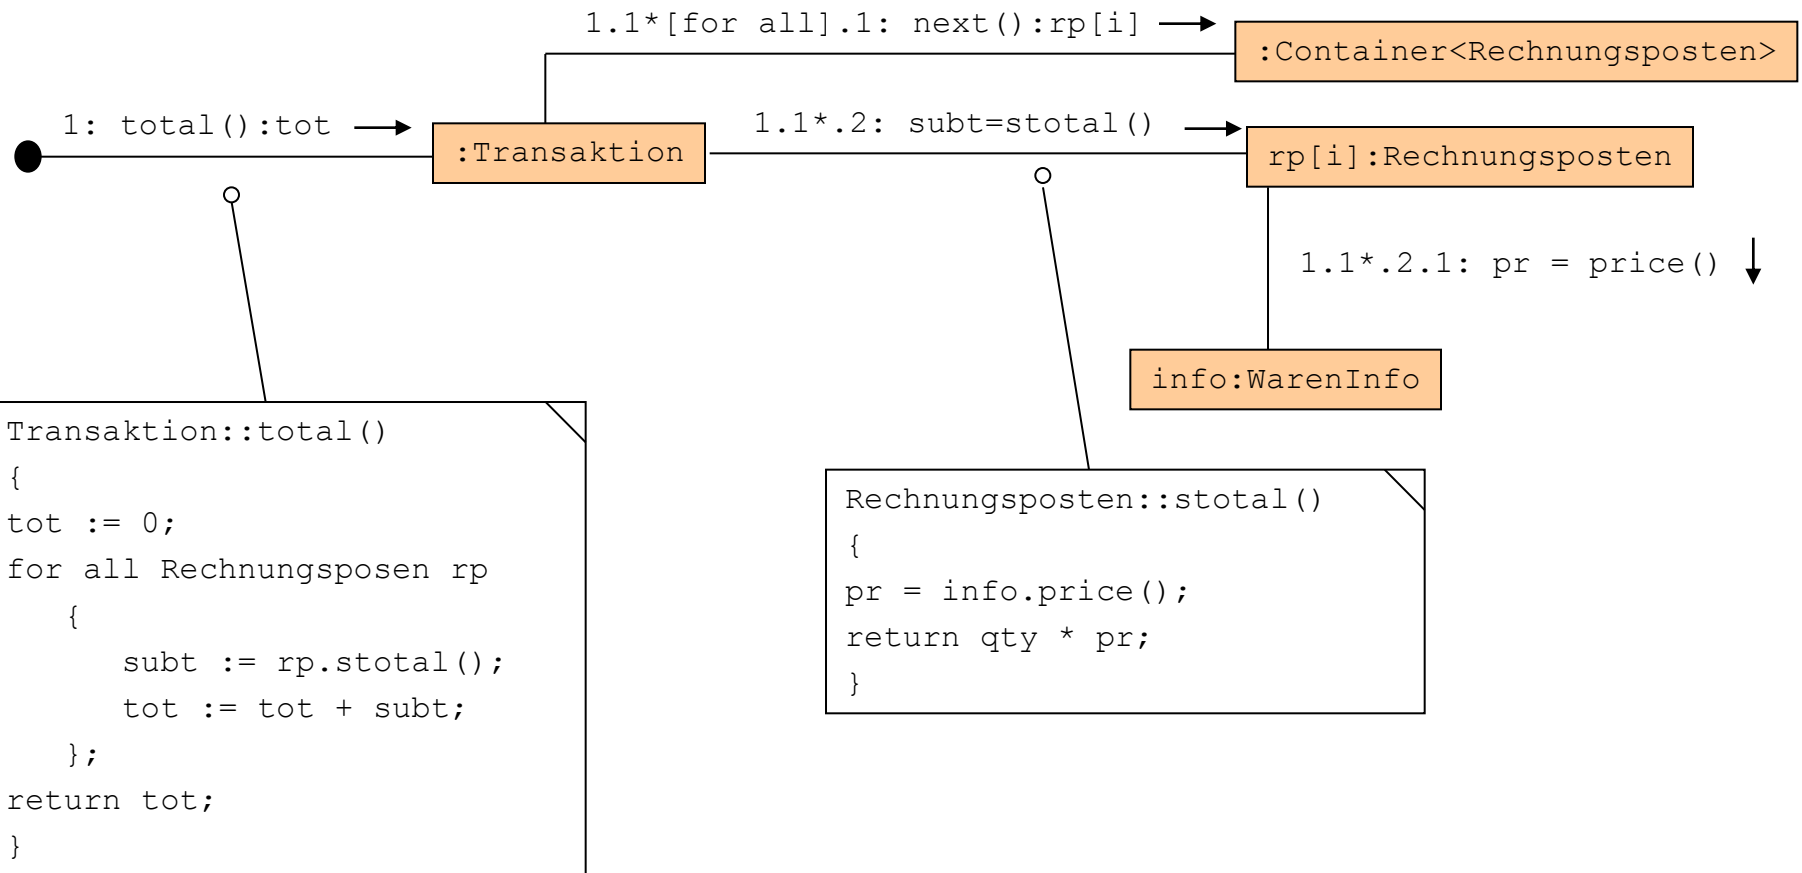 1.1*[for all].1: next():rp[i]
:Container<Rechnungsposten>
1: total():tot
:Transaktion
1.1*.2: subt=stotal()
rp[i]:Rechnungsposten
1.1*.2.1: pr = price()
info:WarenInfo
Transaktion::total()
{
tot := 0;
for all Rechnungsposen rp
{
subt := rp.stotal();
tot := tot + subt;
};
return tot;
}
Rechnungsposten::stotal()
{
pr = info.price();
return qty * pr;
}